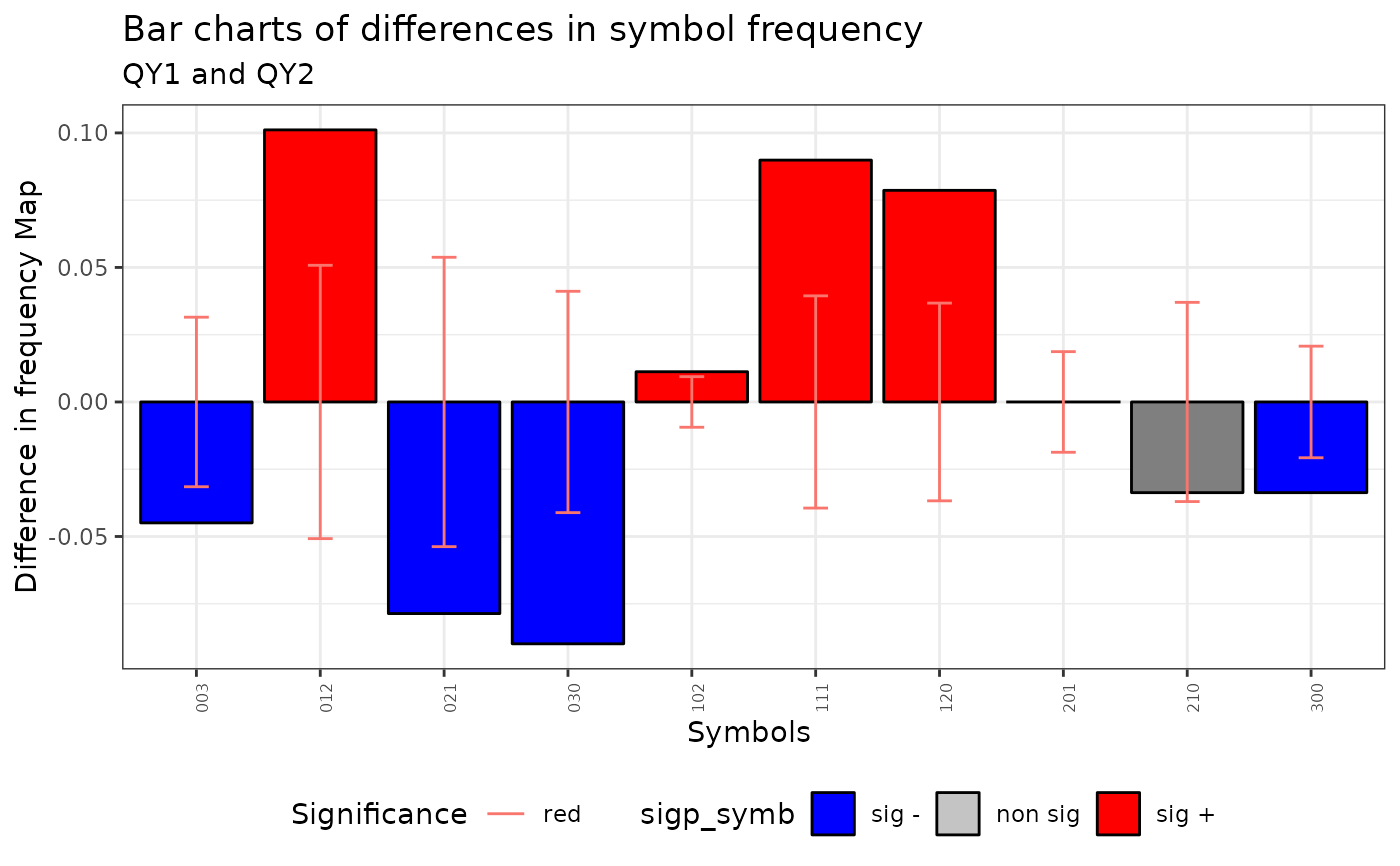 Bar charts of differences in symbol frequency
QY1 and QY2
Difference in frequency Map
0.10
0.05
0.00
-0.05
003
012
021
030
102
111
120
201
210
300
Symbols
Significance red sigp_symb sig - non sig sig +